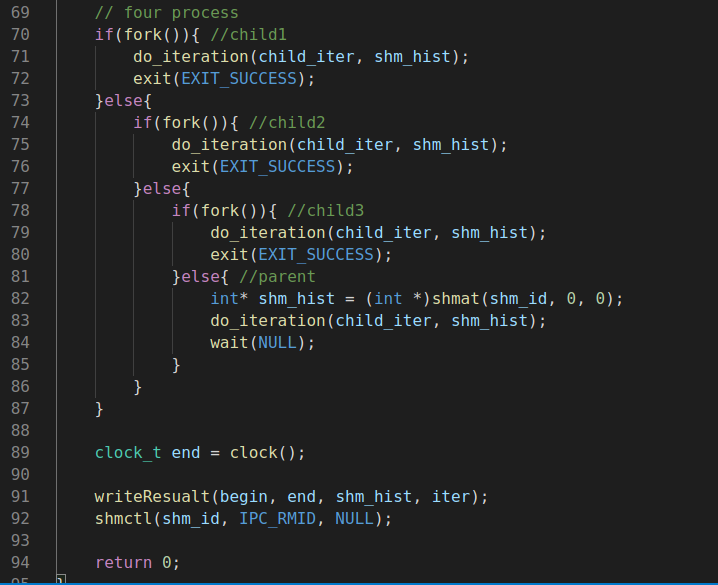 69 // four process
70 if(fork()){ //child1
71 do_iteration(child_iter, shm_hist);
72 exit(EXIT_SUCCESS);
73 }else{
74 if(fork()){ //child2
75 do_iteration(child_iter, shm_hist);
76 exit(EXIT_SUCCESS);
77 }else{
78 if(fork()){ //child3
79 do_iteration(child_iter, shm_hist);
80 exit(EXIT_SUCCESS);
81 }else{ //parent
82 int* shm_hist = (int *)shmat(shm_id, 0, 0);
83 do_iteration(child_iter, shm_hist);
84 wait(NULL);
85 }
86 }
87 }
88
89 clock_t end = clock();
90
91 writeResualt(begin, end, shm_hist, iter);
92 shmctl(shm_id, IPC_RMID, NULL);
93
94 return 0;
95 }